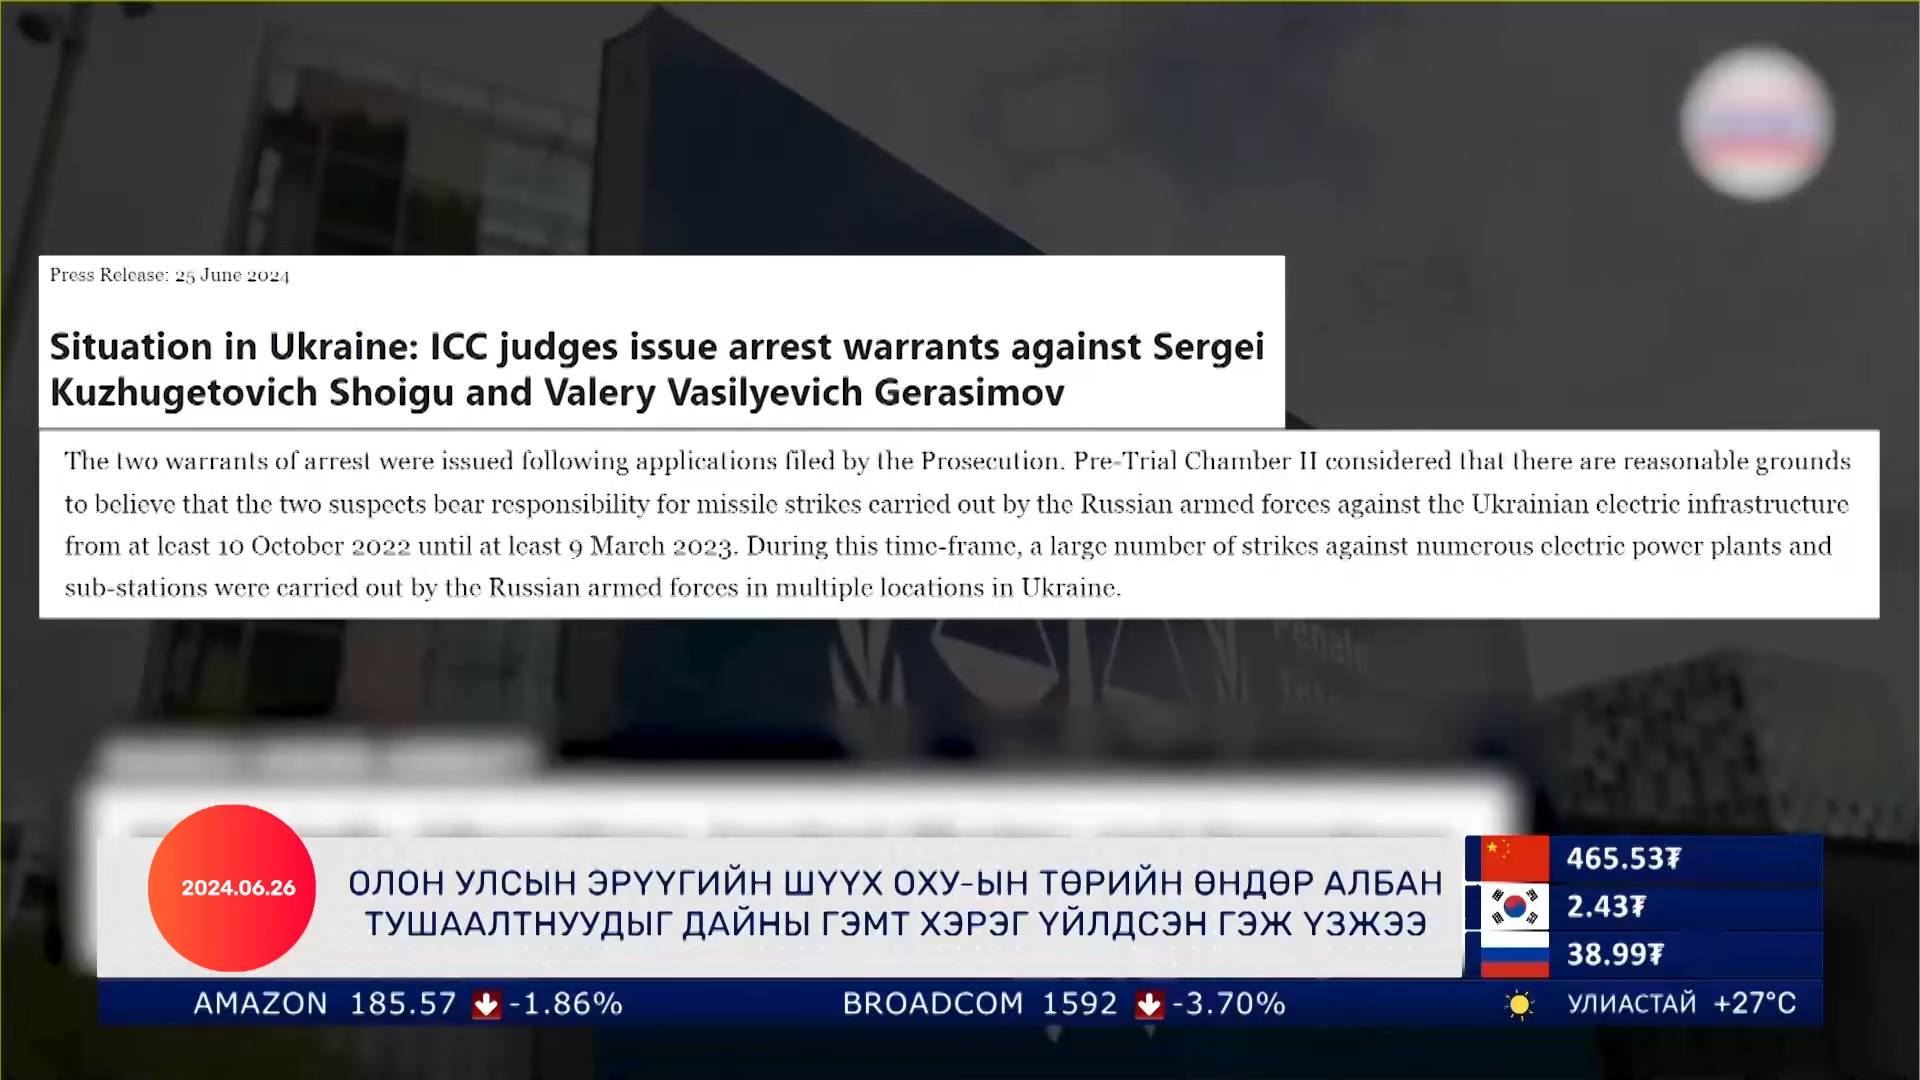 Press Release: 25 June 2024
Situation in Ukraine: ICC judges issue arrest warrants against Sergei
Kuzhugetovich Shoigu and Valery Vasilyevich Gerasimov
The two warrants of arrest were issued following applications filed by the Prosecution. Pre-Trial Chamber II considered that there are reasonable grounds
to believe that the two suspects bear responsibility for missile strikes carried out by the Russian armed forces against the Ukrainian electric infrastructure
from at least 10 October 2022 until at least 9 March 2023. During this time-frame, a large number of strikes against numerous electric power plants and
sub-stations were carried out by the Russian armed forces in multiple locations in Ukraine.
Pénale
2024.06.26
ОЛОН УЛСЫН ЭРҮҮГИЙН ШҮҮХ ОХУ-ЫН ТӨРИЙН ӨНДӨР АЛБАН
ТУШААЛТНУУДЫГ ДАЙНЫ ГЭМТ ХЭРЭГ ҮЙЛДСЭН ГЭЖ ҮЗЖЭЭ
465.53₮
2.43₮
38.99₮
AMAZON 185.57 -1.86% BROADCOM 1592 -3.70%
УЛИАСТАЙ +27°C